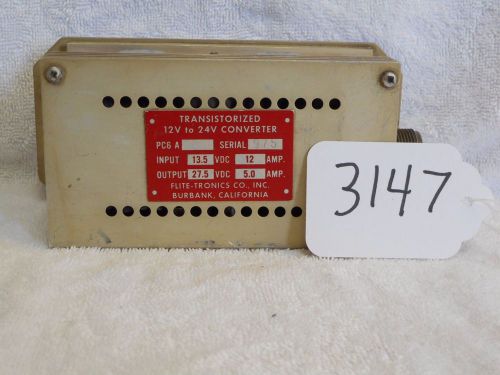 TRANSISTORIZED
12V to 24V CONVERTER
PC6 A SERIAL 975
INPUT 13.5 VDC 12 AMP.
OUTPUT 27.5 VDC 5.0 AMP.
FLITE-TRONICS CO., INC.
BURBANK, CALIFORNIA
3147